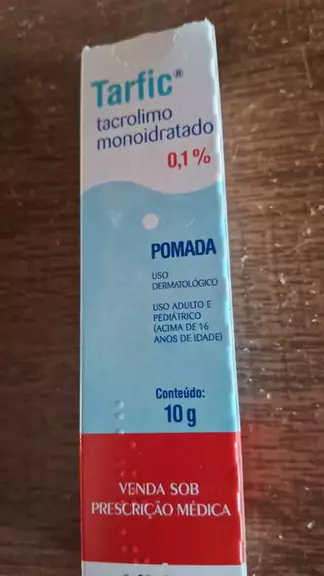 Tarfic®
tacrolimo
monoidratado
0,1%
POMADA
USO
DERMATOLÓGICO
USO ADULTO E
PEDIÁTRICO
(ACIMA DE 16
ANOS DE IDADE)
Conteúdo:
10 g
VENDA SOB
PRESCRIÇÃO MÉDICA